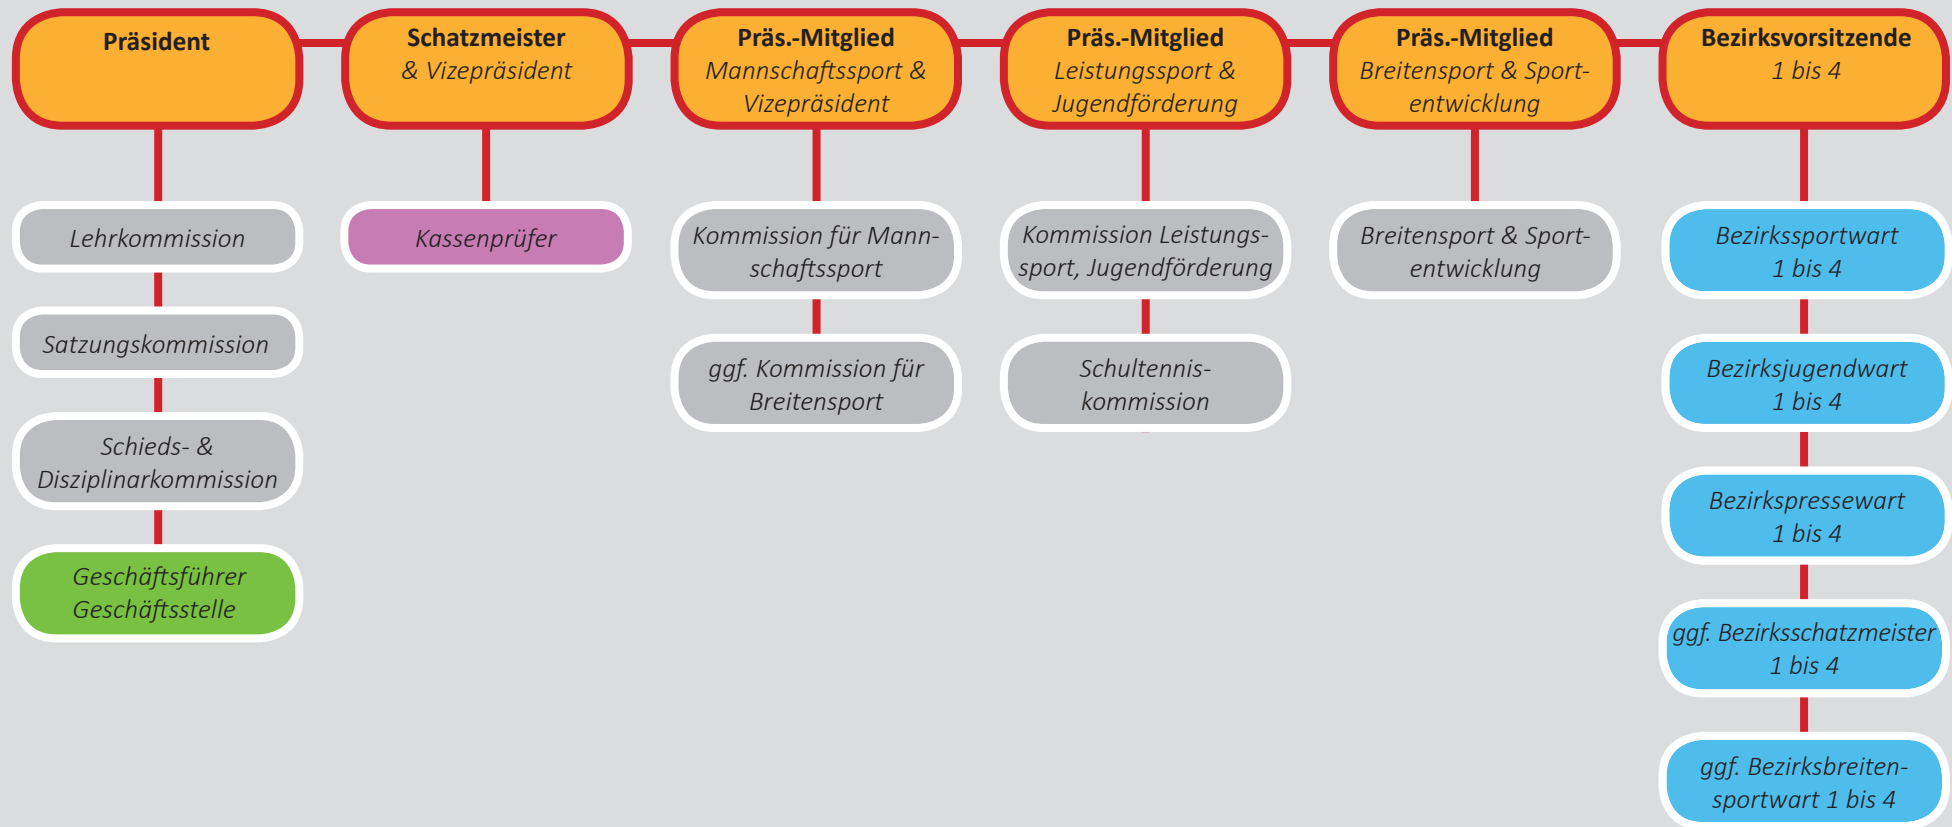 Präsident
Schatzmeister
& Vizepräsident
Präs.-Mitglied
Mannschaftssport &
Vizepräsident
Präs.-Mitglied
Leistungssport &
Jugendförderung
Präs.-Mitglied
Breitensport & Sport-
entwicklung
Bezirksvorsitzende
1 bis 4
Lehrkommission
Satzungskommission
Schieds- &
Disziplinarkommission
Geschäftsführer
Geschäftsstelle
Kassenprüfer
Kommission für Mann-
schaftssport
ggf. Kommission für
Breitensport
Kommission Leistungs-
sport, Jugendförderung
Schultennis-
kommission
Breitensport & Sport-
entwicklung
Bezirkssportwart
1 bis 4
Bezirksjugendwart
1 bis 4
Bezirkspressewart
1 bis 4
ggf. Bezirksschatzmeister
1 bis 4
ggf. Bezirksbreiten-
sportwart 1 bis 4